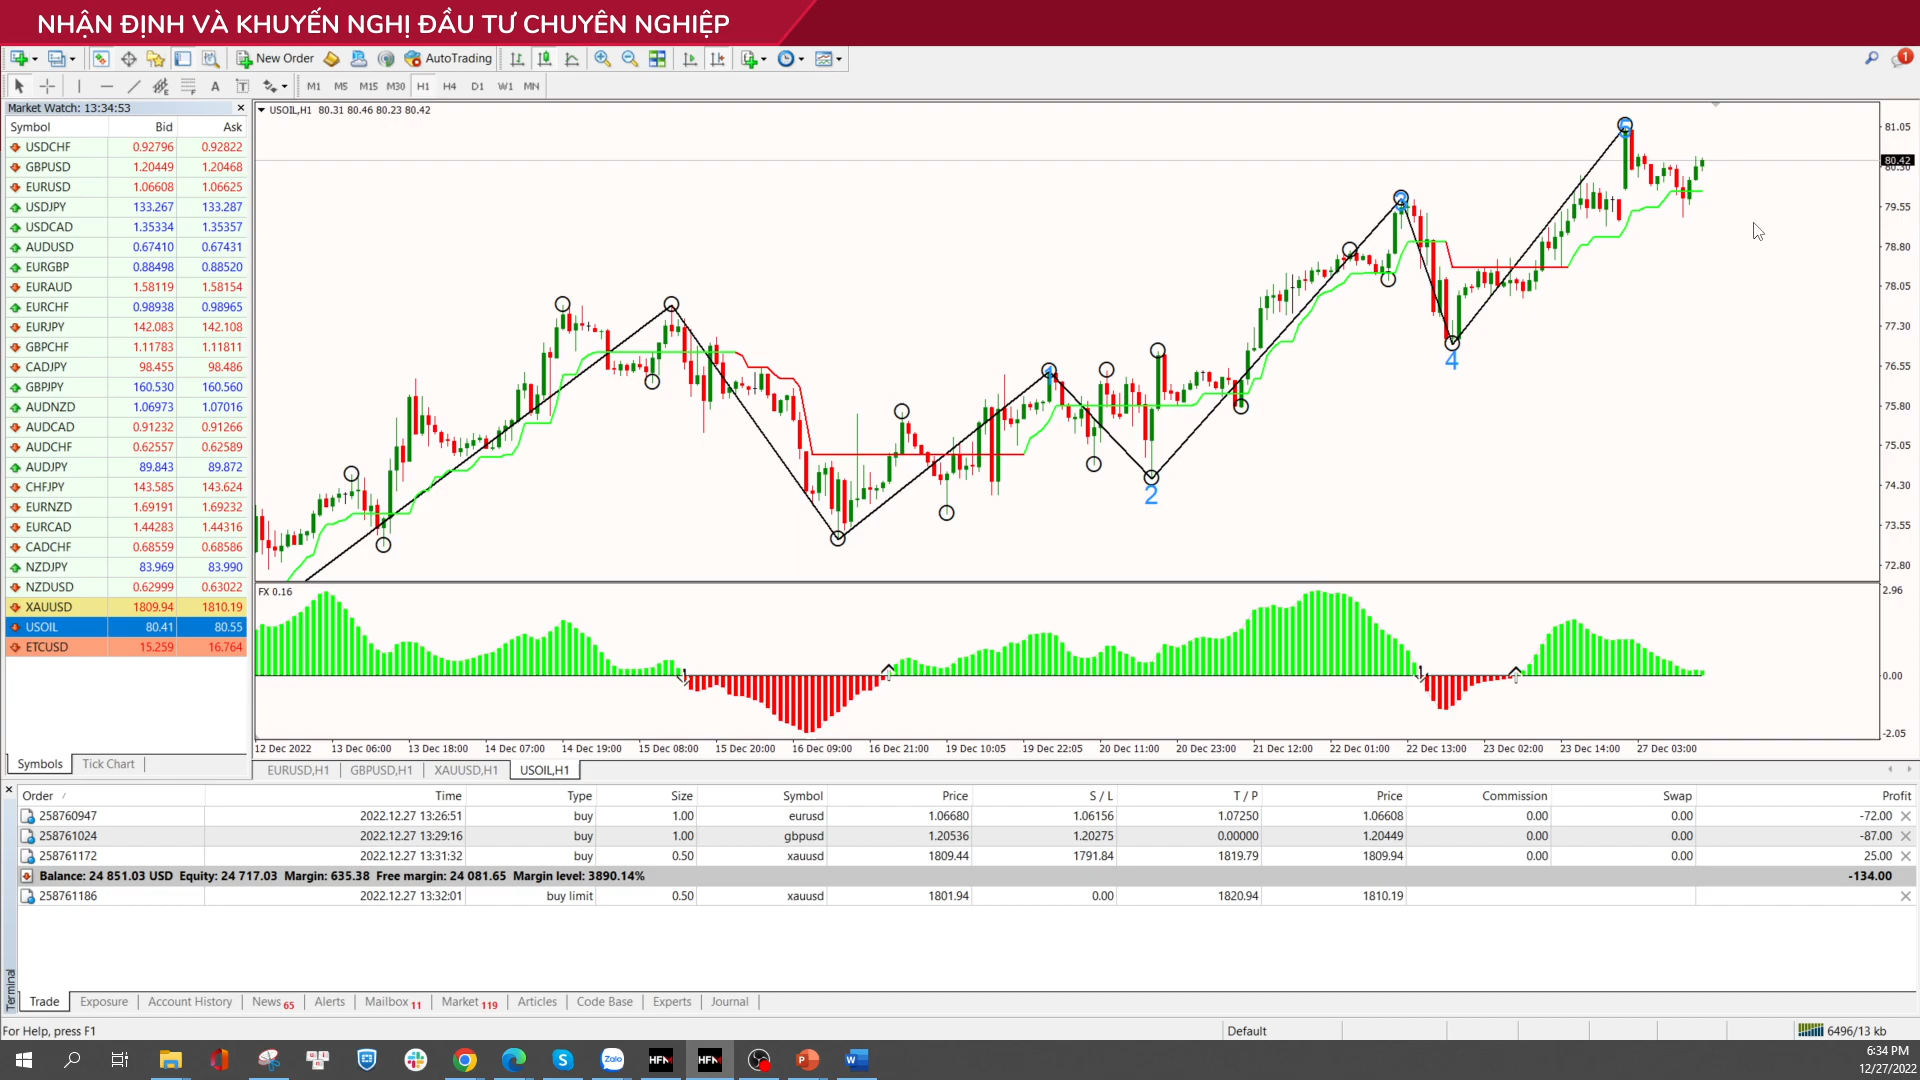 NHẬN ĐỊNH VÀ KHUYẾN NGHỊ ĐẦU TƯ CHUYÊN NGHIỆP
New Order AutoTrading 1
A T M1 M5 M15 M30 H1 H4 D1 W1 MN
Market Watch: 13:34:53
Symbol Bid Ask
USDCHF 0.92796 0.92822
GBPUSD 1.20449 1.20468
EURUSD 1.06608 1.06625
USDJPY 133.267 133.287
USDCAD 1.35334 1.35357
AUDUSD 0.67410 0.67431
EURGBP 0.88498 0.88520
EURAUD 1.58119 1.58154
EURCHF 0.98938 0.98965
EURJPY 142.083 142.108
GBPCHF 1.11783 1.11811
CADJPY 98.455 98.486
GBPJPY 160.530 160.560
AUDNZD 1.06973 1.07016
AUDCAD 0.91232 0.91266
AUDCHF 0.62557 0.62589
AUDJPY 89.843 89.872
CHFJPY 143.585 143.624
EURNZD 1.69191 1.69232
EURCAD 1.44283 1.44316
CADCHF 0.68559 0.68586
NZDJPY 83.969 83.990
NZDUSD 0.62999 0.63022
XAUUSD 1809.94 1810.19
USOIL 80.41 80.55
ETCUSD 15.259 16.764
Symbols Tick Chart
USOIL,H1 80.31 80.46 80.23 80.42
1
2
3
4
5
81.05
80.42
80.30
79.55
78.80
78.05
77.30
76.55
75.80
75.05
74.30
73.55
72.80
FX 0.16
2.96
0.00
-2.05
12 Dec 2022 13 Dec 06:00 13 Dec 18:00 14 Dec 07:00 14 Dec 19:00 15 Dec 08:00 15 Dec 20:00 16 Dec 09:00 16 Dec 21:00 19 Dec 10:05 19 Dec 22:05 20 Dec 11:00 20 Dec 23:00 21 Dec 12:00 22 Dec 01:00 22 Dec 13:00 23 Dec 02:00 23 Dec 14:00 27 Dec 03:00
EURUSD,H1 GBPUSD,H1 XAUUSD,H1 USOIL,H1
Order / Time Type Size Symbol Price S / L T / P Price Commission Swap Profit
258760947 2022.12.27 13:26:51 buy 1.00 eurusd 1.06680 1.06156 1.07250 1.06608 0.00 0.00 -72.00
258761024 2022.12.27 13:29:16 buy 1.00 gbpusd 1.20536 1.20275 0.00000 1.20449 0.00 0.00 -87.00
258761172 2022.12.27 13:31:32 buy 0.50 xauusd 1809.44 1791.84 1819.79 1809.94 0.00 0.00 25.00
Balance: 24 851.03 USD Equity: 24 717.03 Margin: 635.38 Free margin: 24 081.65 Margin level: 3890.14% -134.00
258761186 2022.12.27 13:32:01 buy limit 0.50 xauusd 1801.94 0.00 1820.94 1810.19
Terminal
Trade Exposure Account History News 65 Alerts Mailbox 11 Market 119 Articles Code Base Experts Journal
For Help, press F1 Default 6496/13 kb
Zalo HFM HFM
6:34 PM
12/27/2022